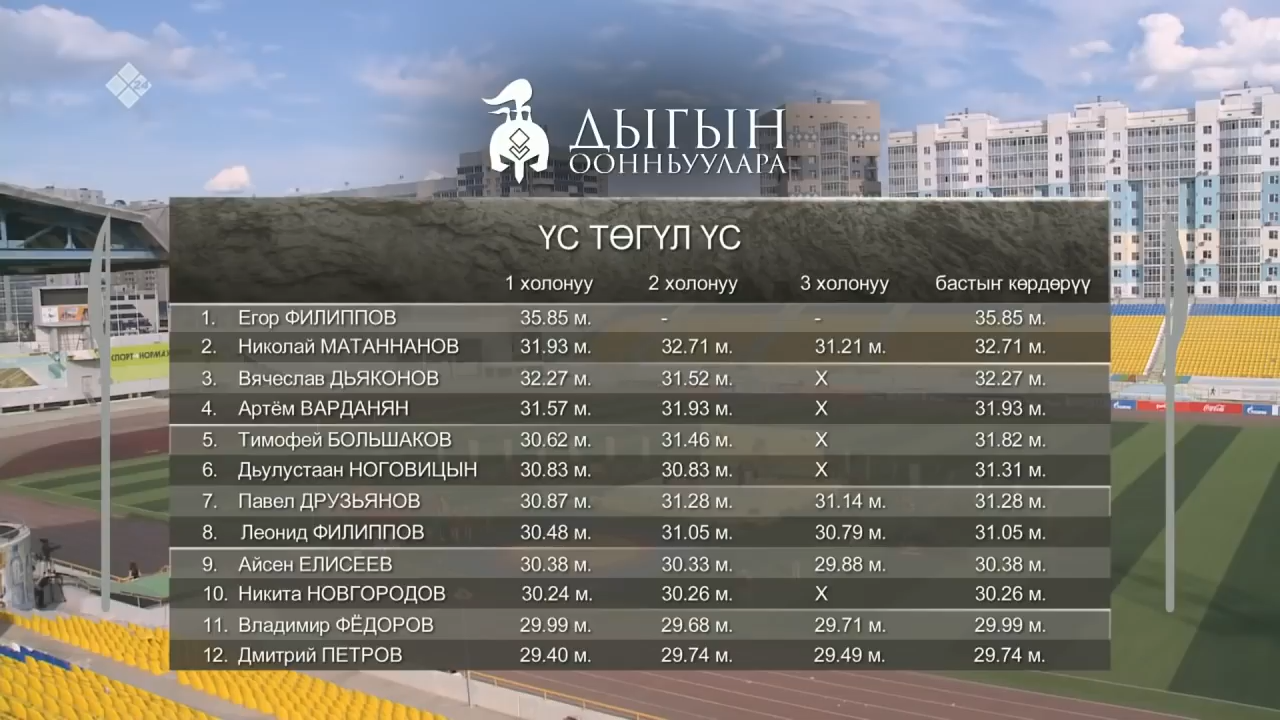 24
ДЫГЫН
ООННЬУУЛАРА
ҮС ТӨГҮЛ ҮС
1 холонуу 2 холонуу 3 холонуу бастыҥ көрдөрүү
1. Егор ФИЛИППОВ 35.85 м. - - 35.85 м.
2. Николай МАТАННАНОВ 31.93 м. 32.71 м. 31.21 м. 32.71 м.
3. Вячеслав ДЬЯКОНОВ 32.27 м. 31.52 м. X 32.27 м.
4. Артём ВАРДАНЯН 31.57 м. 31.93 м. X 31.93 м.
5. Тимофей БОЛЬШАКОВ 30.62 м. 31.46 м. X 31.82 м.
6. Дьулустаан НОГОВИЦЫН 30.83 м. 30.83 м. X 31.31 м.
7. Павел ДРУЗЬЯНОВ 30.87 м. 31.28 м. 31.14 м. 31.28 м.
8. Леонид ФИЛИППОВ 30.48 м. 31.05 м. 30.79 м. 31.05 м.
9. Айсен ЕЛИСЕЕВ 30.38 м. 30.33 м. 29.88 м. 30.38 м.
10. Никита НОВГОРОДОВ 30.24 м. 30.26 м. X 30.26 м.
11. Владимир ФЁДОРОВ 29.99 м. 29.68 м. 29.71 м. 29.99 м.
12. Дмитрий ПЕТРОВ 29.40 м. 29.74 м. 29.49 м. 29.74 м.
Coca-Cola